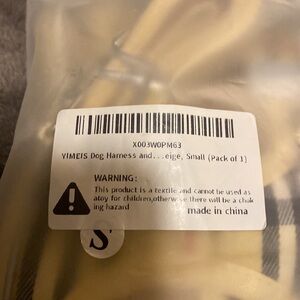 X003W0PM63
YIMEIS Dog Harness and...eige, Small (Pack of 1)
WARNING:
This product is a textile and cannot be used as
atoy for children,otherwise there will be a chok
ing hazard
made in china
S